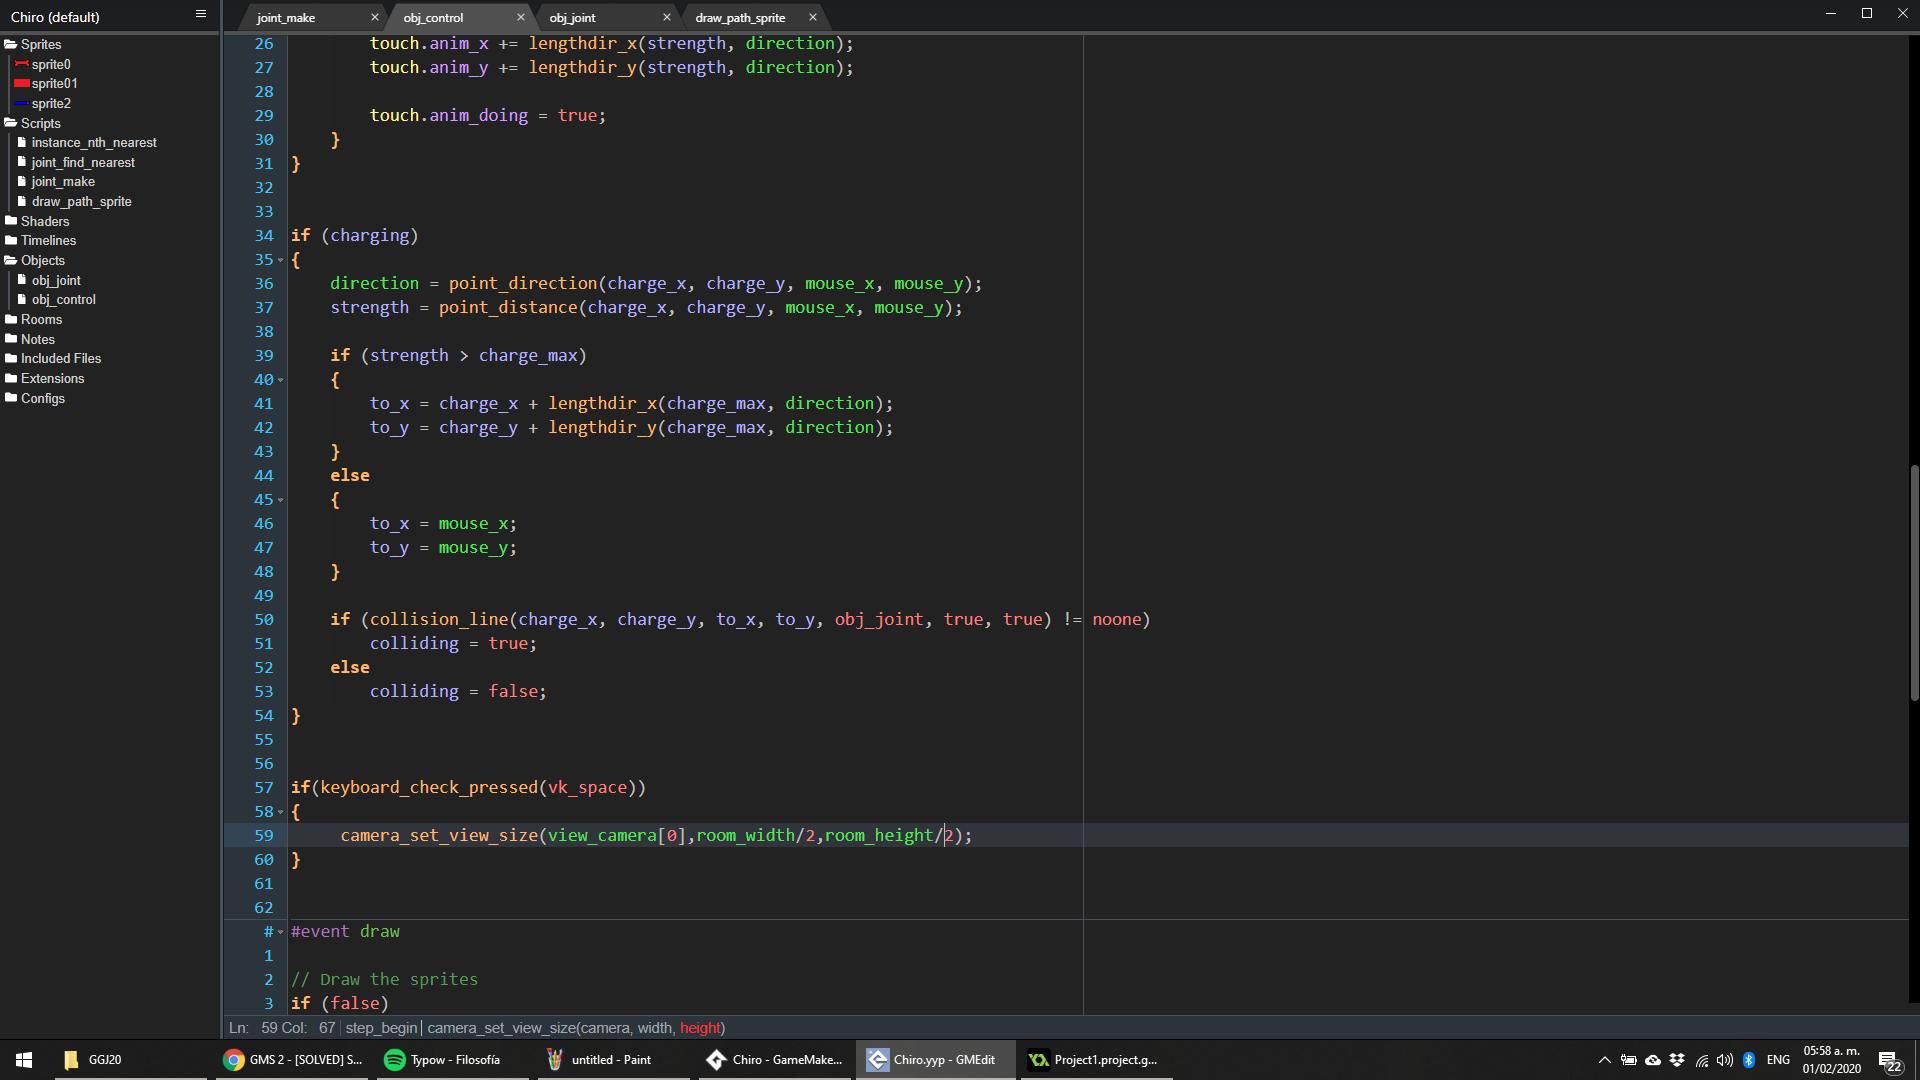 Chiro (default)
joint_make
obj_control
obj_joint
draw_path_sprite
Sprites
sprite0
sprite01
sprite2
Scripts
instance_nth_nearest
joint_find_nearest
joint_make
draw_path_sprite
Shaders
Timelines
Objects
obj_joint
obj_control
Rooms
Notes
Included Files
Extensions
Configs
26 touch.anim_x += lengthdir_x(strength, direction);
27 touch.anim_y += lengthdir_y(strength, direction);
28
29 touch.anim_doing = true;
30 }
31 }
32
33
34 if (charging)
35 {
36 direction = point_direction(charge_x, charge_y, mouse_x, mouse_y);
37 strength = point_distance(charge_x, charge_y, mouse_x, mouse_y);
38
39 if (strength > charge_max)
40 {
41 to_x = charge_x + lengthdir_x(charge_max, direction);
42 to_y = charge_y + lengthdir_y(charge_max, direction);
43 }
44 else
45 {
46 to_x = mouse_x;
47 to_y = mouse_y;
48 }
49
50 if (collision_line(charge_x, charge_y, to_x, to_y, obj_joint, true, true) != noone)
51 colliding = true;
52 else
53 colliding = false;
54 }
55
56
57 if(keyboard_check_pressed(vk_space))
58 {
59 camera_set_view_size(view_camera[0],room_width/2,room_height/2);
60 }
61
62
# #event draw
1
2 // Draw the sprites
3 if (false)
Ln: 59 Col: 67 step_begin camera_set_view_size(camera, width, height)
GGJ20
GMS 2 - [SOLVED] S...
Typow - Filosofía
untitled - Paint
Chiro - GameMake...
Chiro.yyp - GMEdit
Project1.project.g...
ENG
05:58 a. m.
01/02/2020
22